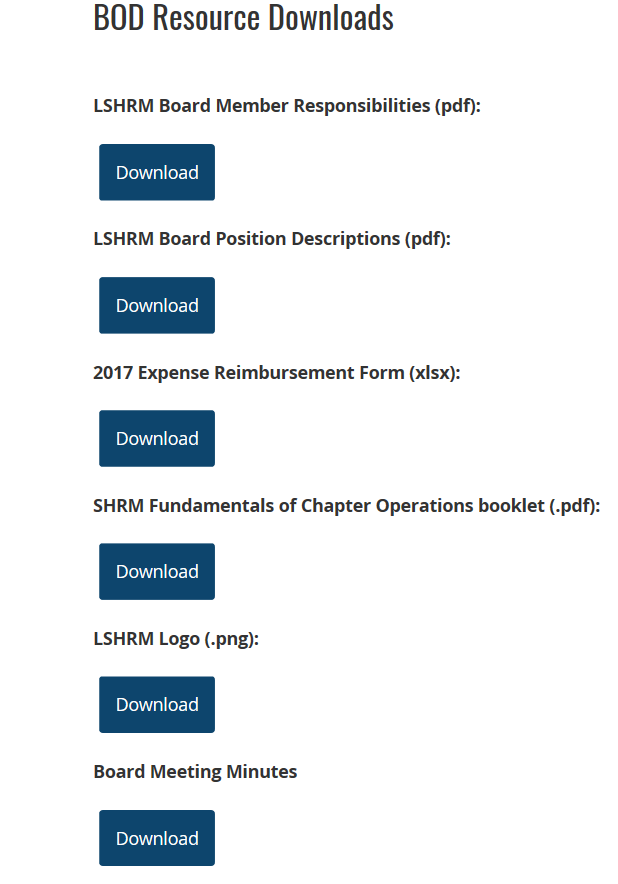 BOD Resource Downloads
LSHRM Board Member Responsibilities (pdf):
Download
LSHRM Board Position Descriptions (pdf):
Download
2017 Expense Reimbursement Form (xlsx):
Download
SHRM Fundamentals of Chapter Operations booklet (.pdf):
Download
LSHRM Logo (.png):
Download
Board Meeting Minutes
Download